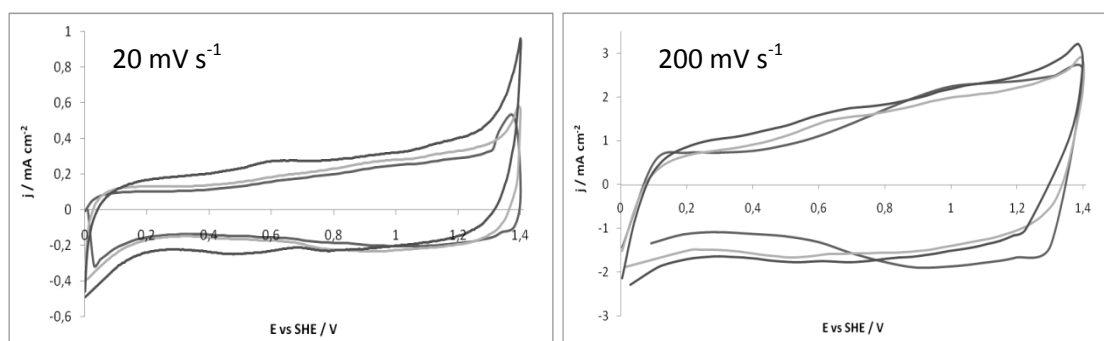 20 mV s⁻¹
j / mA cm⁻²
1
0,8
0,6
0,4
0,2
0
-0,2
-0,4
-0,6
0 0,2 0,4 0,6 0,8 1 1,2 1,4
E vs SHE / V
200 mV s⁻¹
j / mA cm⁻²
3
2
1
0
-1
-2
-3
0 0,2 0,4 0,6 0,8 1 1,2 1,4
E vs SHE / V